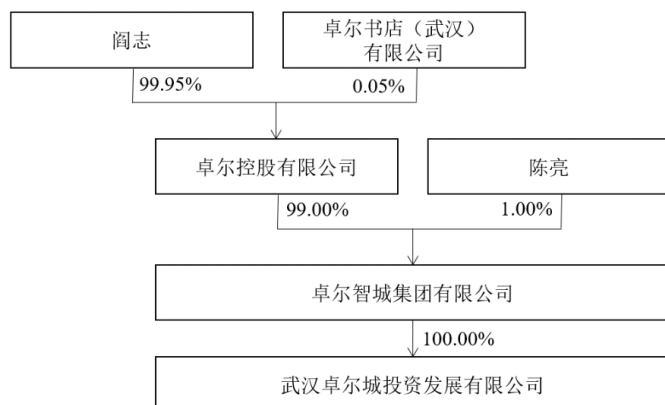 阎志
卓尔书店（武汉）
有限公司
99.95%
0.05%
卓尔控股有限公司
陈亮
99.00%
1.00%
卓尔智城集团有限公司
100.00%
武汉卓尔城投资发展有限公司